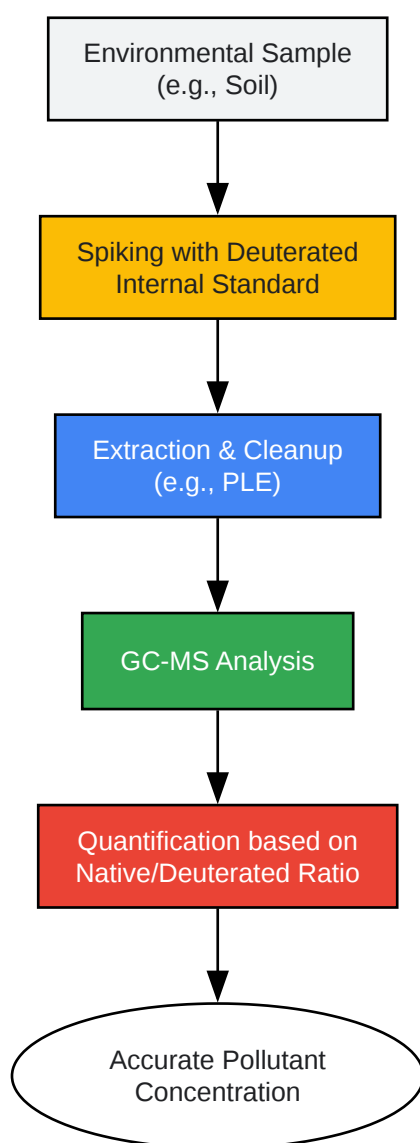 Environmental Sample
(e.g., Soil)
Spiking with Deuterated
Internal Standard
Extraction & Cleanup
(e.g., PLE)
GC-MS Analysis
Quantification based on
Native/Deuterated Ratio
Accurate Pollutant
Concentration